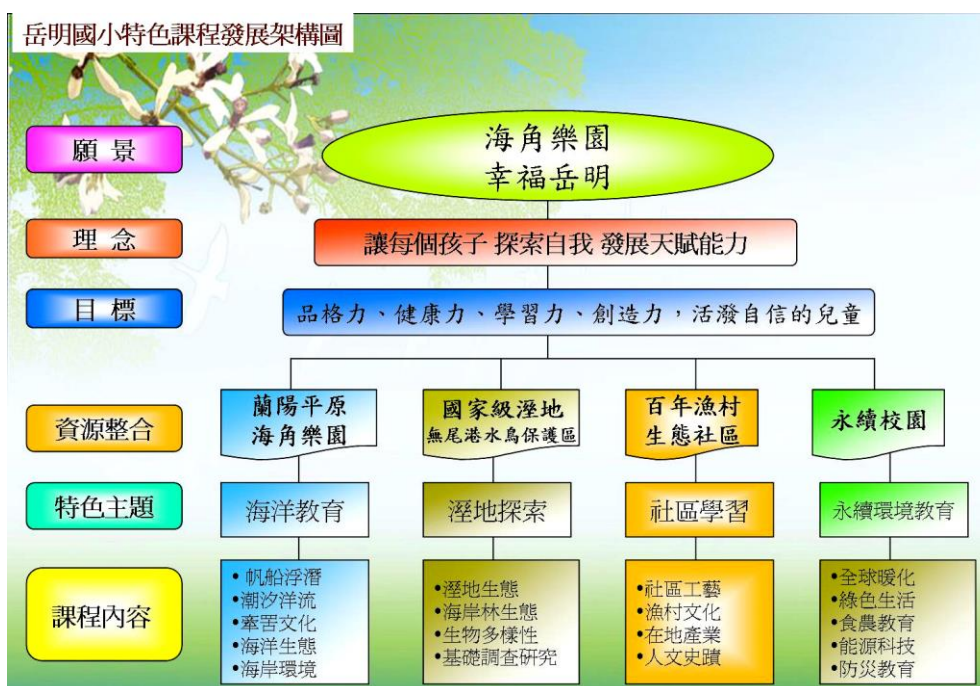 岳明國小特色課程發展架構圖
願景
海角樂園
幸福岳明
理念
讓每個孩子 探索自我 發展天賦能力
目標
品格力、健康力、學習力、創造力，活潑自信的兒童
資源整合
蘭陽平原
海角樂園
國家級溼地
無尾港水鳥保護區
百年漁村
生態社區
永續校園
特色主題
海洋教育
溼地探索
社區學習
永續環境教育
課程內容
•帆船浮潛
•潮汐洋流
•牽罟文化
•海洋生態
•海岸環境
•溼地生態
•海岸林生態
•生物多樣性
•基礎調查研究
•社區工藝
•漁村文化
•在地產業
•人文史蹟
•全球暖化
•綠色生活
•食農教育
•能源科技
•防災教育